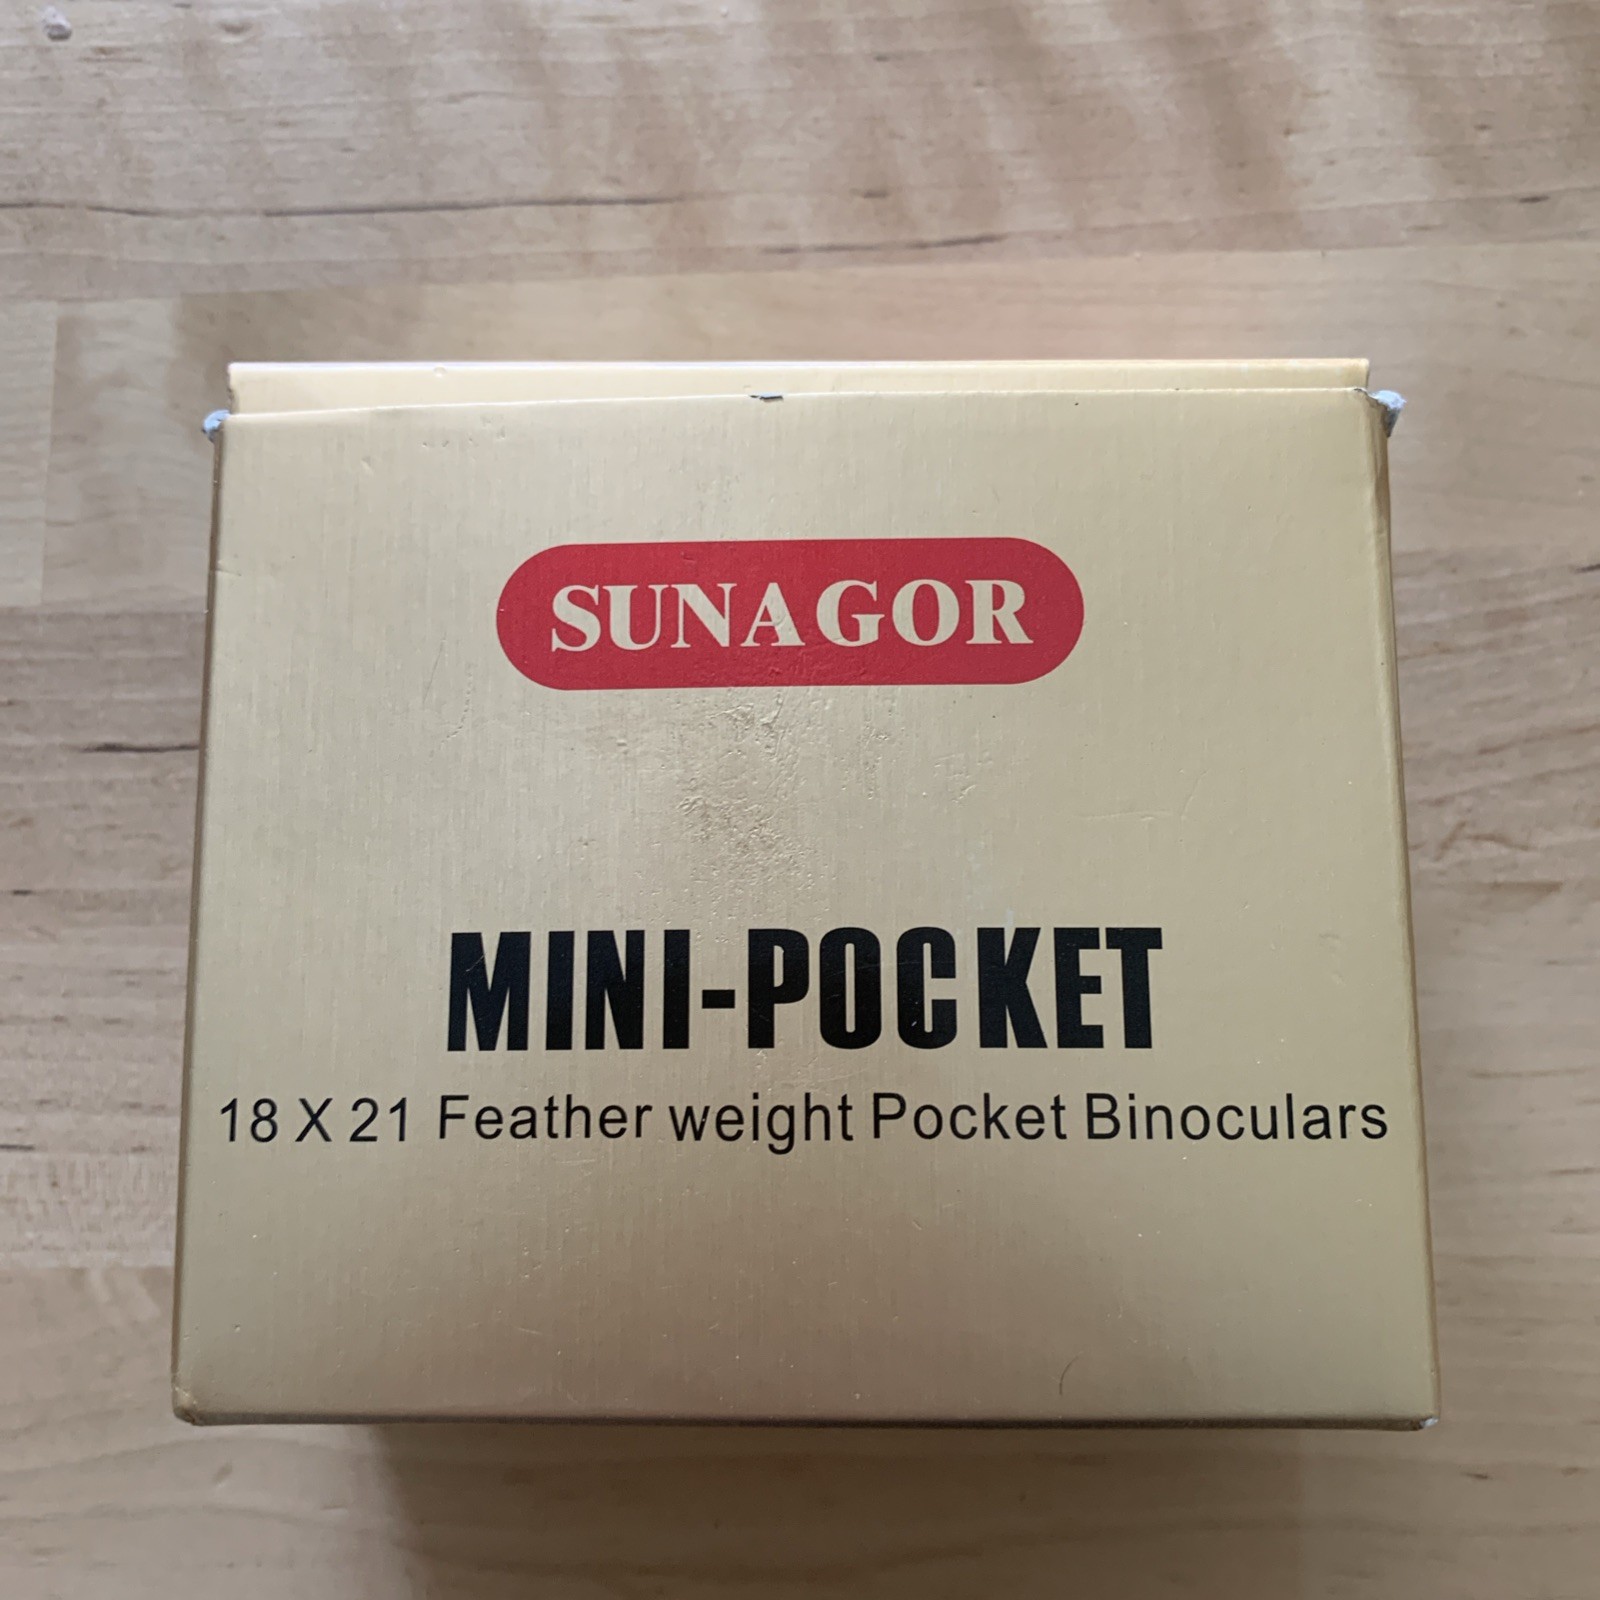 SUNAGOR
MINI-POCKET
18 X 21 Feather weight Pocket Binoculars